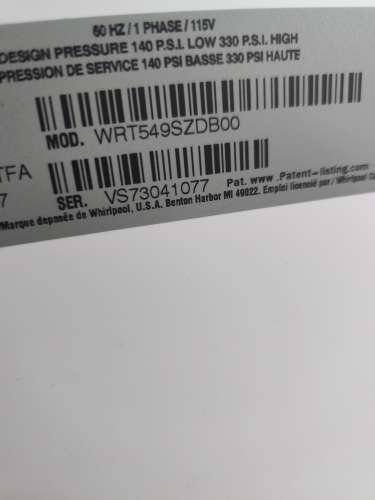 60 HZ / 1 PHASE / 115V
DESIGN PRESSURE 140 P.S.I. LOW 330 P.S.I. HIGH
PRESSION DE SERVICE 140 PSI BASSE 330 PSI HAUTE
MOD. WRT549SZDB00
TFA
7
SER. VS73041077
Pat. www .Patent-listing.com
Marque deposée de Whirlpool, U.S.A. Benton Harbor MI 49022. Emploi licencié par / Whirlpool